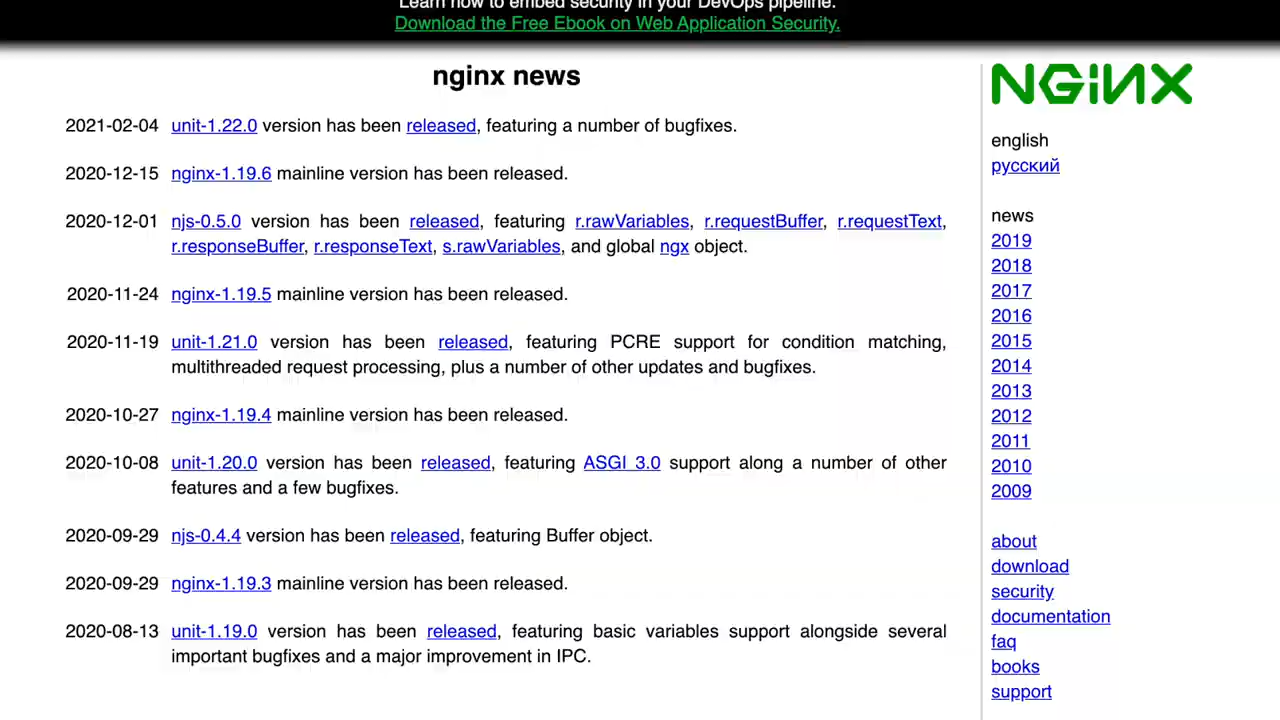 Learn how to embed security in your DevOps pipeline.
Download the Free Ebook on Web Application Security.
nginx news
2021-02-04 unit-1.22.0 version has been released, featuring a number of bugfixes.
2020-12-15 nginx-1.19.6 mainline version has been released.
2020-12-01 njs-0.5.0 version has been released, featuring r.rawVariables, r.requestBuffer, r.requestText,
r.responseBuffer, r.responseText, s.rawVariables, and global ngx object.
2020-11-24 nginx-1.19.5 mainline version has been released.
2020-11-19 unit-1.21.0 version has been released, featuring PCRE support for condition matching,
multithreaded request processing, plus a number of other updates and bugfixes.
2020-10-27 nginx-1.19.4 mainline version has been released.
2020-10-08 unit-1.20.0 version has been released, featuring ASGI 3.0 support along a number of other
features and a few bugfixes.
2020-09-29 njs-0.4.4 version has been released, featuring Buffer object.
2020-09-29 nginx-1.19.3 mainline version has been released.
2020-08-13 unit-1.19.0 version has been released, featuring basic variables support alongside several
important bugfixes and a major improvement in IPC.
NGINX
english
русский
news
2019
2018
2017
2016
2015
2014
2013
2012
2011
2010
2009
about
download
security
documentation
faq
books
support